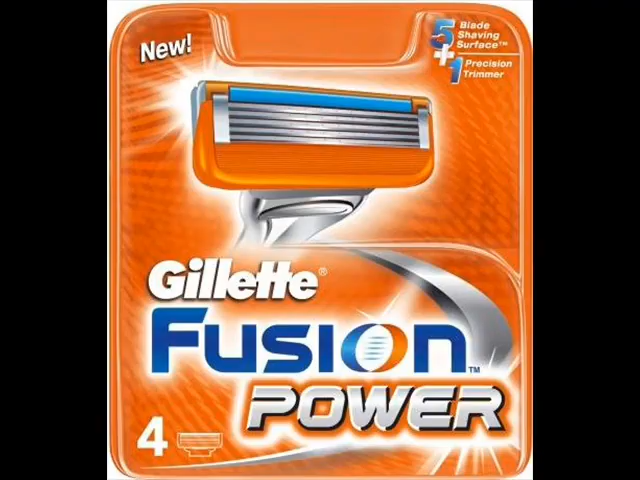 New!
5 Blade
Shaving
Surface™
+
1 Precision
Trimmer
Gillette®
FUSION™
POWER
4